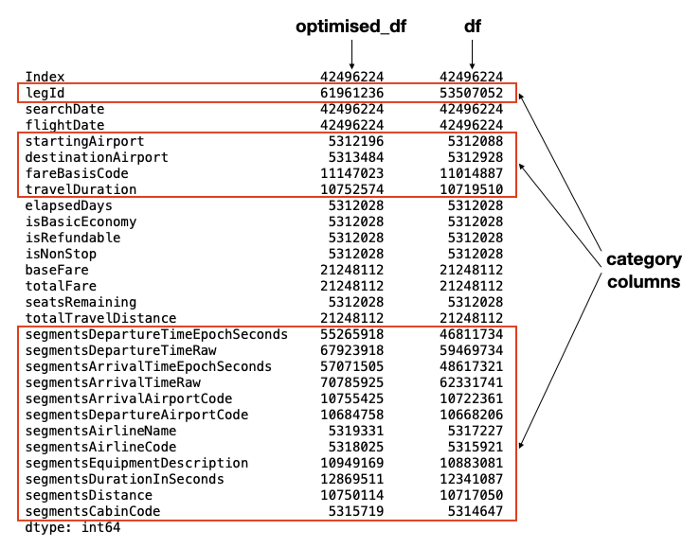 optimised_df df
Index 42496224 42496224
legId 61961236 53507052
searchDate 42496224 42496224
flightDate 42496224 42496224
startingAirport 5312196 5312088
destinationAirport 5313484 5312928
fareBasisCode 11147023 11014887
travelDuration 10752574 10719510
elapsedDays 5312028 5312028
isBasicEconomy 5312028 5312028
isRefundable 5312028 5312028
isNonStop 5312028 5312028
baseFare 21248112 21248112
totalFare 21248112 21248112
seatsRemaining 5312028 5312028
totalTravelDistance 21248112 21248112
segmentsDepartureTimeEpochSeconds 55265918 46811734
segmentsDepartureTimeRaw 67923918 59469734
segmentsArrivalTimeEpochSeconds 57071505 48617321
segmentsArrivalTimeRaw 70785925 62331741
segmentsArrivalAirportCode 10755425 10722361
segmentsDepartureAirportCode 10684758 10668206
segmentsAirlineName 5319331 5317227
segmentsAirlineCode 5318025 5315921
segmentsEquipmentDescription 10949169 10883081
segmentsDurationInSeconds 12869511 12341087
segmentsDistance 10750114 10717050
segmentsCabinCode 5315719 5314647
dtype: int64
category
columns